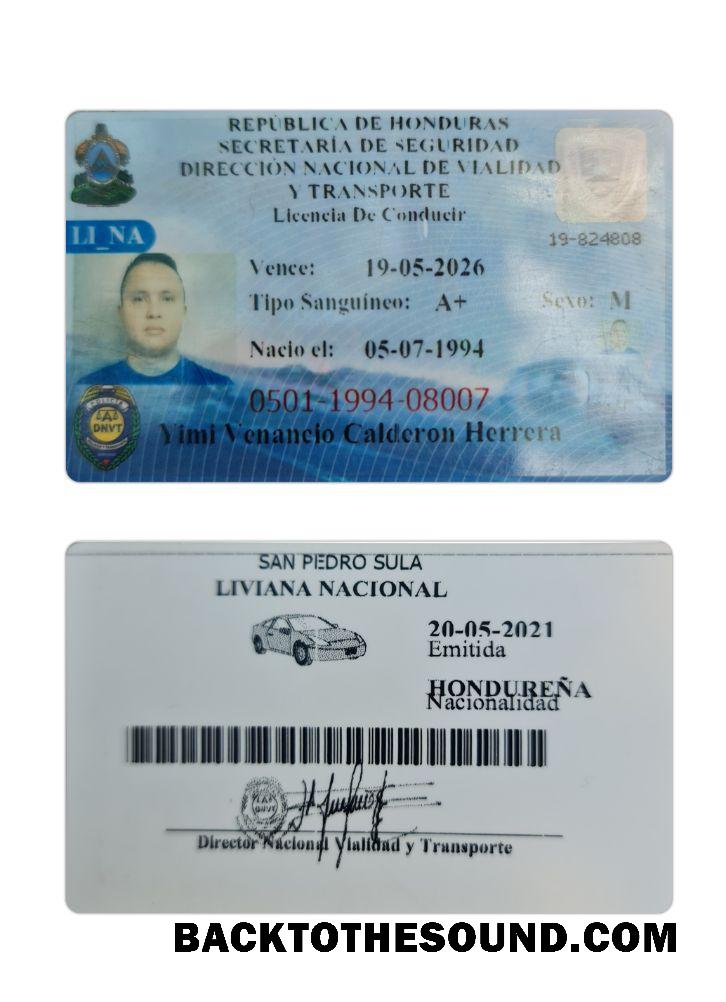 REPÚBLICA DE HONDURAS
SECRETARÍA DE SEGURIDAD
DIRECCIÓN NACIONAL DE VIALIDAD
Y TRANSPORTE
Licencia De Conducir
19-824808
LI_NA
Vence: 19-05-2026
Tipo Sanguíneo: A+ Sexo: M
Nacio el: 05-07-1994
POLICIA
DNVT
0501-1994-08007
Yimi Venancio Calderon Herrera
SAN PEDRO SULA
LIVIANA NACIONAL
20-05-2021
Emitida
HONDUREÑA
Nacionalidad
DNVT
Director Nacional Vialidad y Transporte
BACKTOTHESOUND.COM